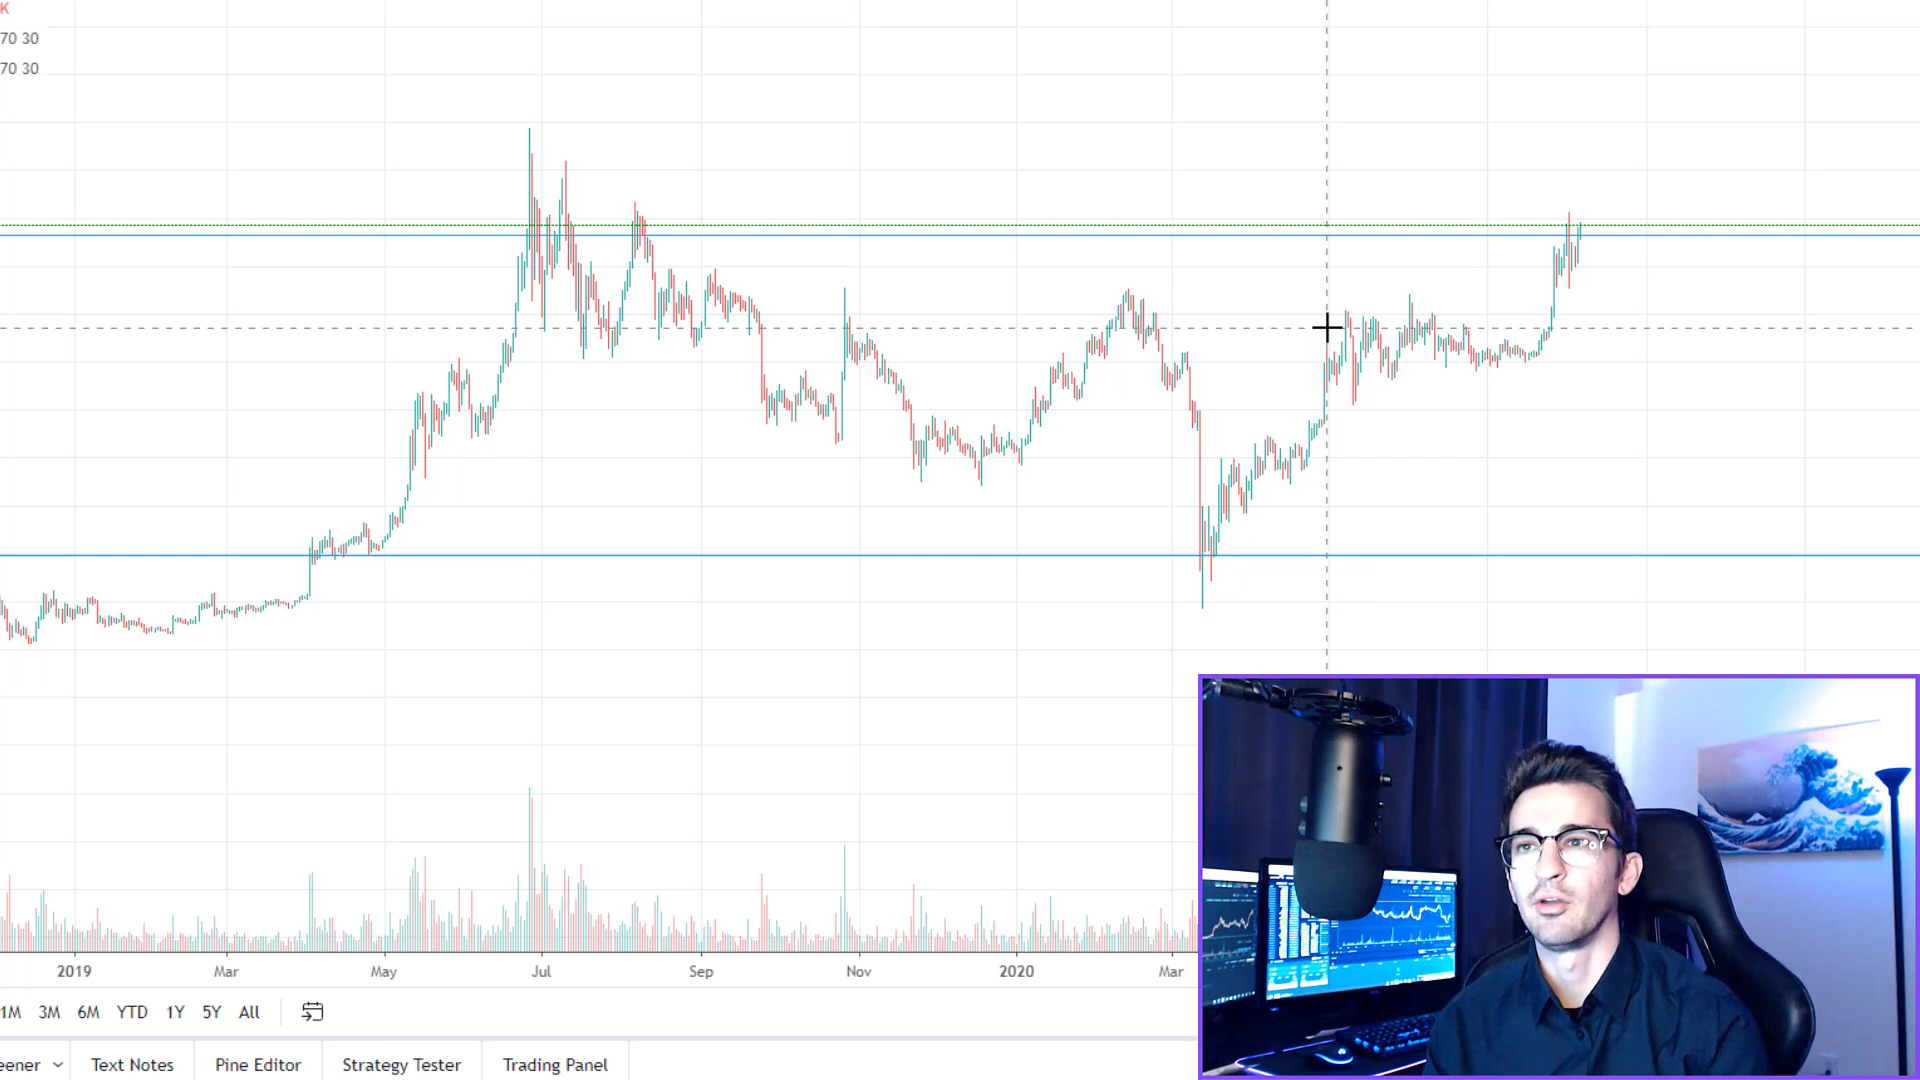 K
70 30
70 30
2019 Mar May Jul Sep Nov 2020 Mar
1M 3M 6M YTD 1Y 5Y All
eener Text Notes Pine Editor Strategy Tester Trading Panel